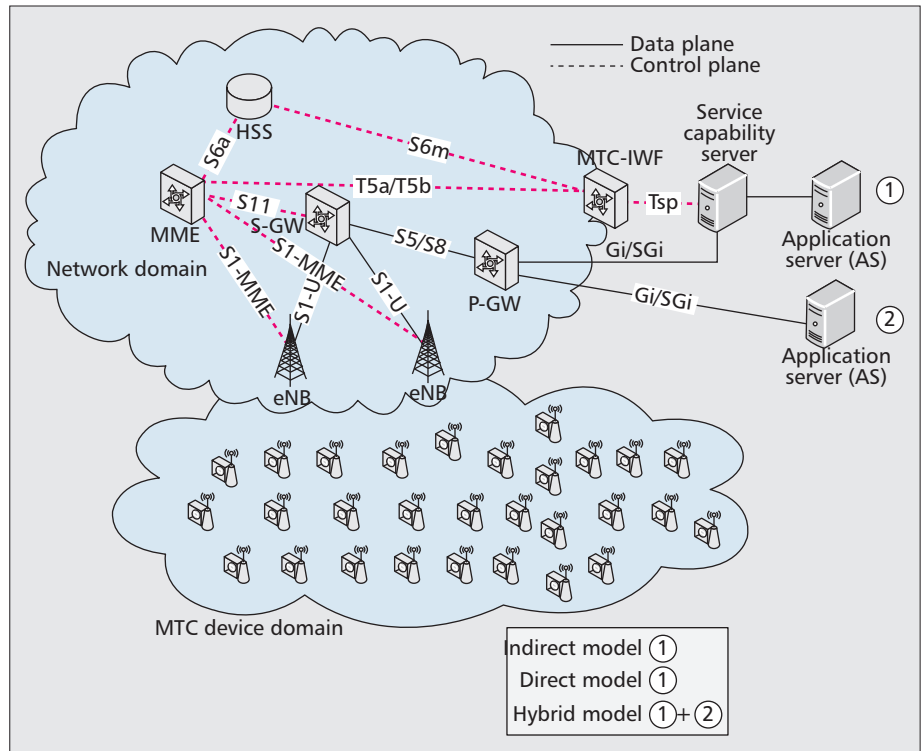 Data plane
Control plane
HSS
S6a
S6m
Service
capability
server
MTC-IWF
T5a/T5b
Tsp
1
S11
S-GW
MME
Application
server (AS)
Network domain
S1-MME
S1-U
S1-MME
S1-U
S5/S8
Gi/SGi
P-GW
Gi/SGi
2
Application
server (AS)
eNB
eNB
MTC device domain
Indirect model 1
Direct model 1
Hybrid model 1 + 2